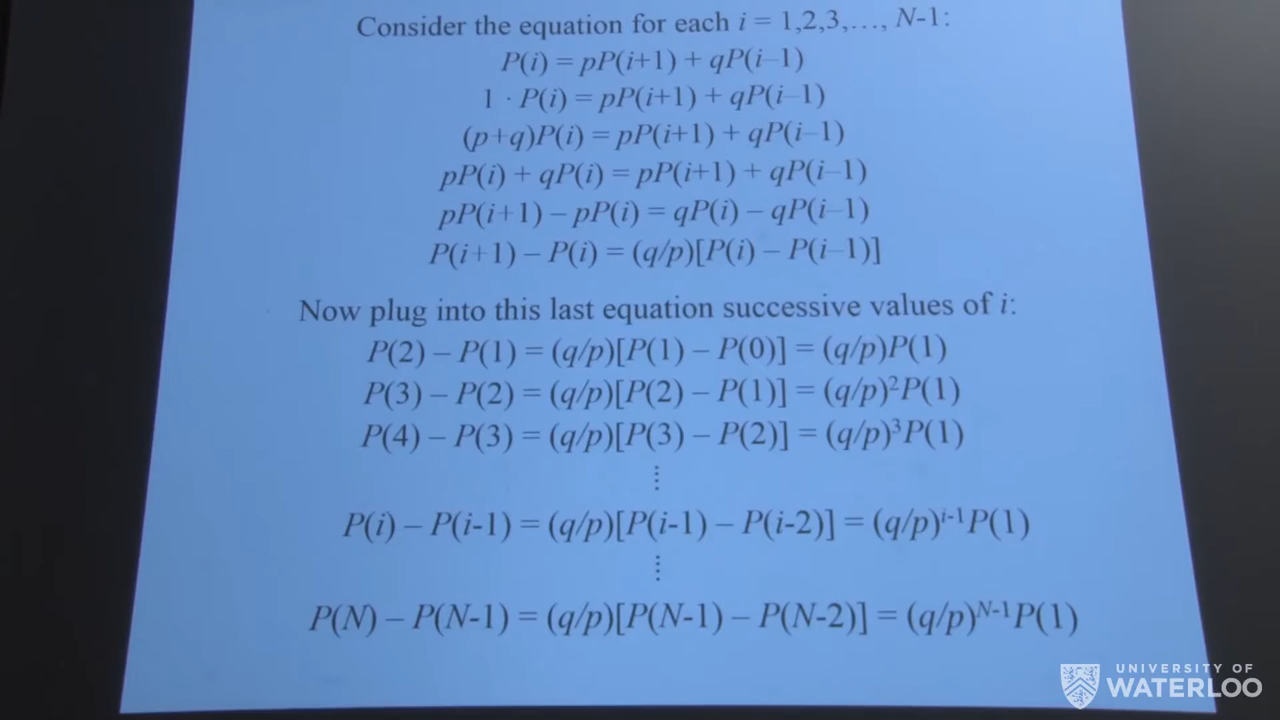 Consider the equation for each i = 1,2,3,…, N-1:
P(i) = pP(i+1) + qP(i–1)
1 · P(i) = pP(i+1) + qP(i–1)
(p+q)P(i) = pP(i+1) + qP(i–1)
pP(i) + qP(i) = pP(i+1) + qP(i–1)
pP(i+1) – pP(i) = qP(i) – qP(i–1)
P(i+1) – P(i) = (q/p)[P(i) – P(i–1)]
Now plug into this last equation successive values of i:
P(2) – P(1) = (q/p)[P(1) – P(0)] = (q/p)P(1)
P(3) – P(2) = (q/p)[P(2) – P(1)] = (q/p)²P(1)
P(4) – P(3) = (q/p)[P(3) – P(2)] = (q/p)³P(1)
⋮
P(i) – P(i-1) = (q/p)[P(i-1) – P(i-2)] = (q/p)ⁱ⁻¹P(1)
⋮
P(N) – P(N-1) = (q/p)[P(N-1) – P(N-2)] = (q/p)ᴺ⁻¹P(1)
UNIVERSITY OF
WATERLOO